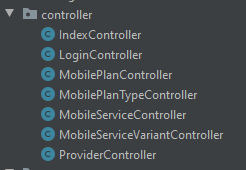 controller
IndexController
LoginController
MobilePlanController
MobilePlanTypeController
MobileServiceController
MobileServiceVariantController
ProviderController